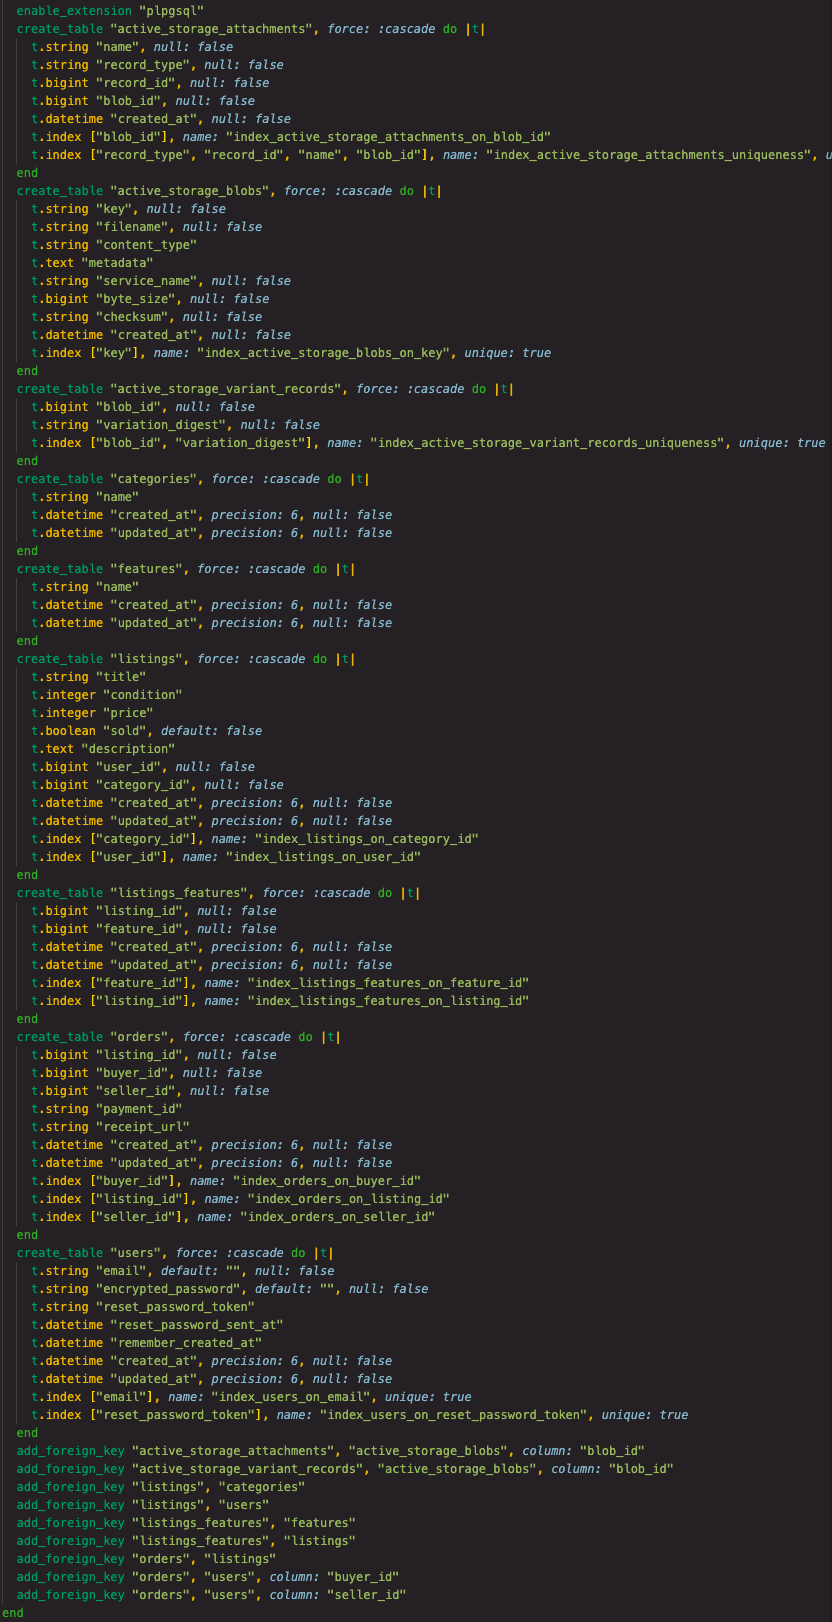 enable_extension "plpgsql"
create_table "active_storage_attachments", force: :cascade do |t|
t.string "name", null: false
t.string "record_type", null: false
t.bigint "record_id", null: false
t.bigint "blob_id", null: false
t.datetime "created_at", null: false
t.index ["blob_id"], name: "index_active_storage_attachments_on_blob_id"
t.index ["record_type", "record_id", "name", "blob_id"], name: "index_active_storage_attachments_uniqueness", u
end
create_table "active_storage_blobs", force: :cascade do |t|
t.string "key", null: false
t.string "filename", null: false
t.string "content_type"
t.text "metadata"
t.string "service_name", null: false
t.bigint "byte_size", null: false
t.string "checksum", null: false
t.datetime "created_at", null: false
t.index ["key"], name: "index_active_storage_blobs_on_key", unique: true
end
create_table "active_storage_variant_records", force: :cascade do |t|
t.bigint "blob_id", null: false
t.string "variation_digest", null: false
t.index ["blob_id", "variation_digest"], name: "index_active_storage_variant_records_uniqueness", unique: true
end
create_table "categories", force: :cascade do |t|
t.string "name"
t.datetime "created_at", precision: 6, null: false
t.datetime "updated_at", precision: 6, null: false
end
create_table "features", force: :cascade do |t|
t.string "name"
t.datetime "created_at", precision: 6, null: false
t.datetime "updated_at", precision: 6, null: false
end
create_table "listings", force: :cascade do |t|
t.string "title"
t.integer "condition"
t.integer "price"
t.boolean "sold", default: false
t.text "description"
t.bigint "user_id", null: false
t.bigint "category_id", null: false
t.datetime "created_at", precision: 6, null: false
t.datetime "updated_at", precision: 6, null: false
t.index ["category_id"], name: "index_listings_on_category_id"
t.index ["user_id"], name: "index_listings_on_user_id"
end
create_table "listings_features", force: :cascade do |t|
t.bigint "listing_id", null: false
t.bigint "feature_id", null: false
t.datetime "created_at", precision: 6, null: false
t.datetime "updated_at", precision: 6, null: false
t.index ["feature_id"], name: "index_listings_features_on_feature_id"
t.index ["listing_id"], name: "index_listings_features_on_listing_id"
end
create_table "orders", force: :cascade do |t|
t.bigint "listing_id", null: false
t.bigint "buyer_id", null: false
t.bigint "seller_id", null: false
t.string "payment_id"
t.string "receipt_url"
t.datetime "created_at", precision: 6, null: false
t.datetime "updated_at", precision: 6, null: false
t.index ["buyer_id"], name: "index_orders_on_buyer_id"
t.index ["listing_id"], name: "index_orders_on_listing_id"
t.index ["seller_id"], name: "index_orders_on_seller_id"
end
create_table "users", force: :cascade do |t|
t.string "email", default: "", null: false
t.string "encrypted_password", default: "", null: false
t.string "reset_password_token"
t.datetime "reset_password_sent_at"
t.datetime "remember_created_at"
t.datetime "created_at", precision: 6, null: false
t.datetime "updated_at", precision: 6, null: false
t.index ["email"], name: "index_users_on_email", unique: true
t.index ["reset_password_token"], name: "index_users_on_reset_password_token", unique: true
end
add_foreign_key "active_storage_attachments", "active_storage_blobs", column: "blob_id"
add_foreign_key "active_storage_variant_records", "active_storage_blobs", column: "blob_id"
add_foreign_key "listings", "categories"
add_foreign_key "listings", "users"
add_foreign_key "listings_features", "features"
add_foreign_key "listings_features", "listings"
add_foreign_key "orders", "listings"
add_foreign_key "orders", "users", column: "buyer_id"
add_foreign_key "orders", "users", column: "seller_id"
end